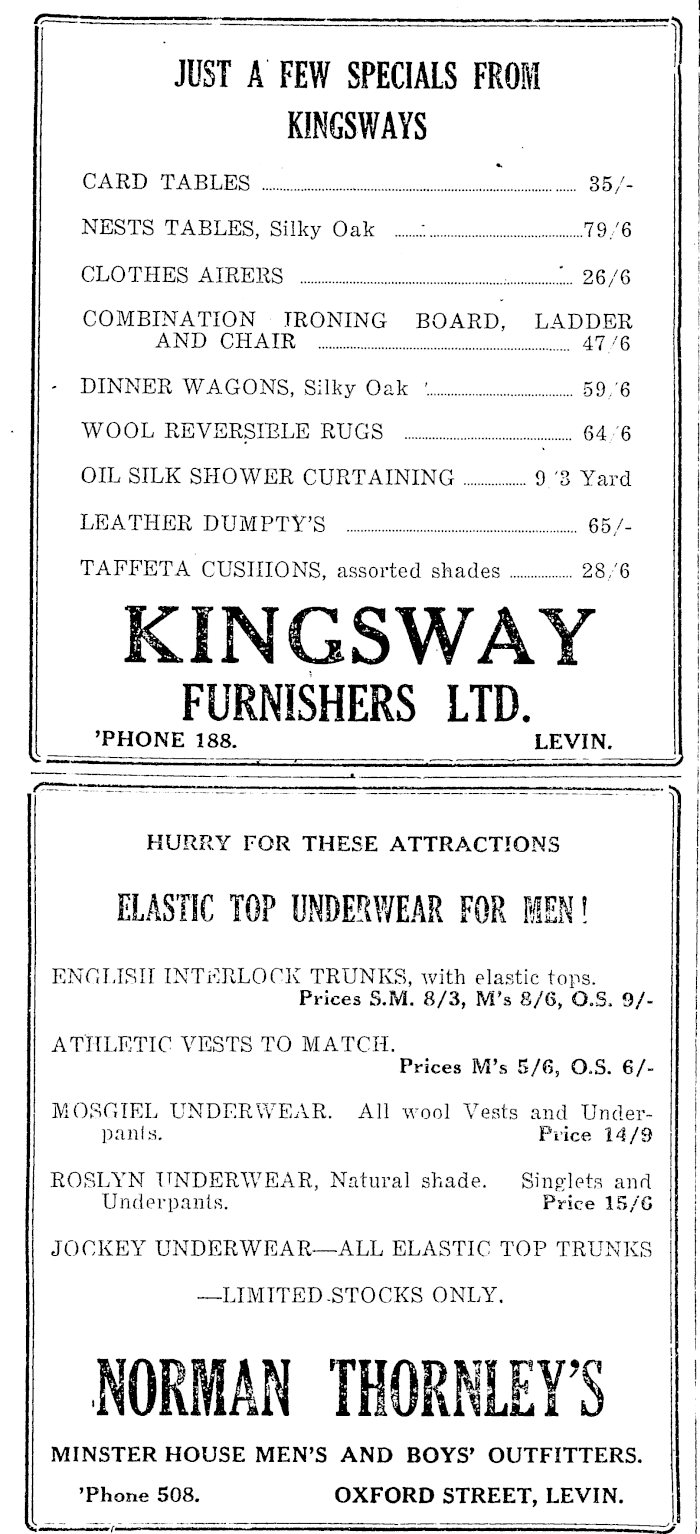 JUST A FEW SPECIALS FROM
KINGSWAYS
CARD TABLES ........ 35/-
NESTS TABLES, Silky Oak ........ 79/6
CLOTHES AIRERS ........ 26/6
COMBINATION IRONING BOARD, LADDER
AND CHAIR ........ 47/6
DINNER WAGONS, Silky Oak ........ 59/6
WOOL REVERSIBLE RUGS ........ 64/6
OIL SILK SHOWER CURTAINING ........ 9/3 Yard
LEATHER DUMPTY'S ........ 65/-
TAFFETA CUSHIONS, assorted shades ........ 28/6
KINGSWAY
FURNISHERS LTD.
'PHONE 188. LEVIN.
HURRY FOR THESE ATTRACTIONS
ELASTIC TOP UNDERWEAR FOR MEN!
ENGLISH INTERLOCK TRUNKS, with elastic tops.
Prices S.M. 8/3, M's 8/6, O.S. 9/-
ATHLETIC VESTS TO MATCH.
Prices M's 5/6, O.S. 6/-
MOSGIEL UNDERWEAR. All wool Vests and Under-
pants. Price 14/9
ROSLYN UNDERWEAR, Natural shade. Singlets and
Underpants. Price 15/6
JOCKEY UNDERWEAR—ALL ELASTIC TOP TRUNKS
—LIMITED STOCKS ONLY.
NORMAN THORNLEY'S
MINSTER HOUSE MEN'S AND BOYS' OUTFITTERS.
'Phone 508. OXFORD STREET, LEVIN.